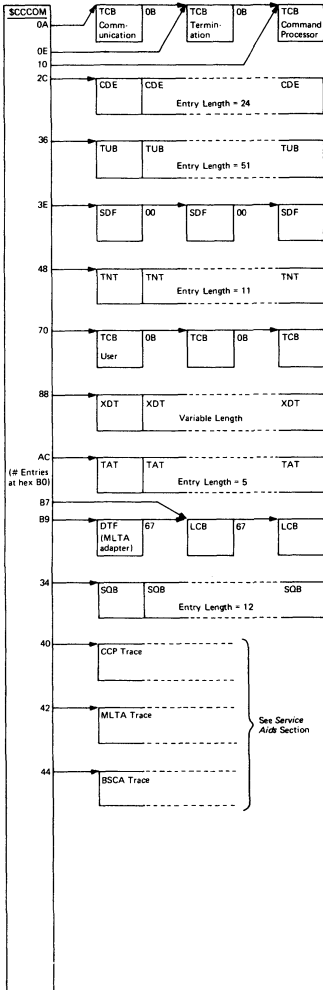 $CCCOM
0A
TCB
Comm-
unication
0B
TCB
Termin-
ation
0B
TCB
Command
Processor
0E
10
2C
CDE
CDE
CDE
Entry Length = 24
36
TUB
TUB
TUB
Entry Length = 51
3E
SDF
00
SDF
00
SDF
48
TNT
TNT
TNT
Entry Length = 11
70
TCB
User
0B
TCB
0B
TCB
88
XDT
XDT
XDT
Variable Length
AC
(# Entries
at hex B0)
TAT
TAT
TAT
Entry Length = 5
B7
B9
DTF
(MLTA
adapter)
67
LCB
67
LCB
34
SQB
SQB
SQB
Entry Length = 12
40
CCP Trace
42
MLTA Trace
See Service
Aids Section
44
BSCA Trace